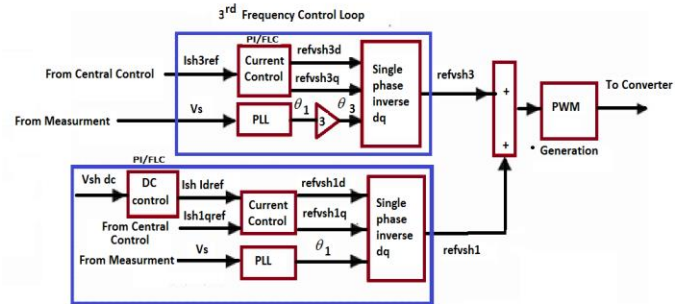 3rd Frequency Control Loop
PI/FLC
Ish3ref
Current Control
refvsh3d
refvsh3q
Single phase inverse dq
From Central Control
refvsh3
To Converter
From Measurment
Vs
PLL
θ1
3
θ3
+
+
PWM
Generation
PI/FLC
Vsh dc
DC control
Ish Idref
Current Control
refvsh1d
refvsh1q
Single phase inverse dq
Ish1qref
From Central Control
From Measurment
Vs
PLL
θ1
refvsh1